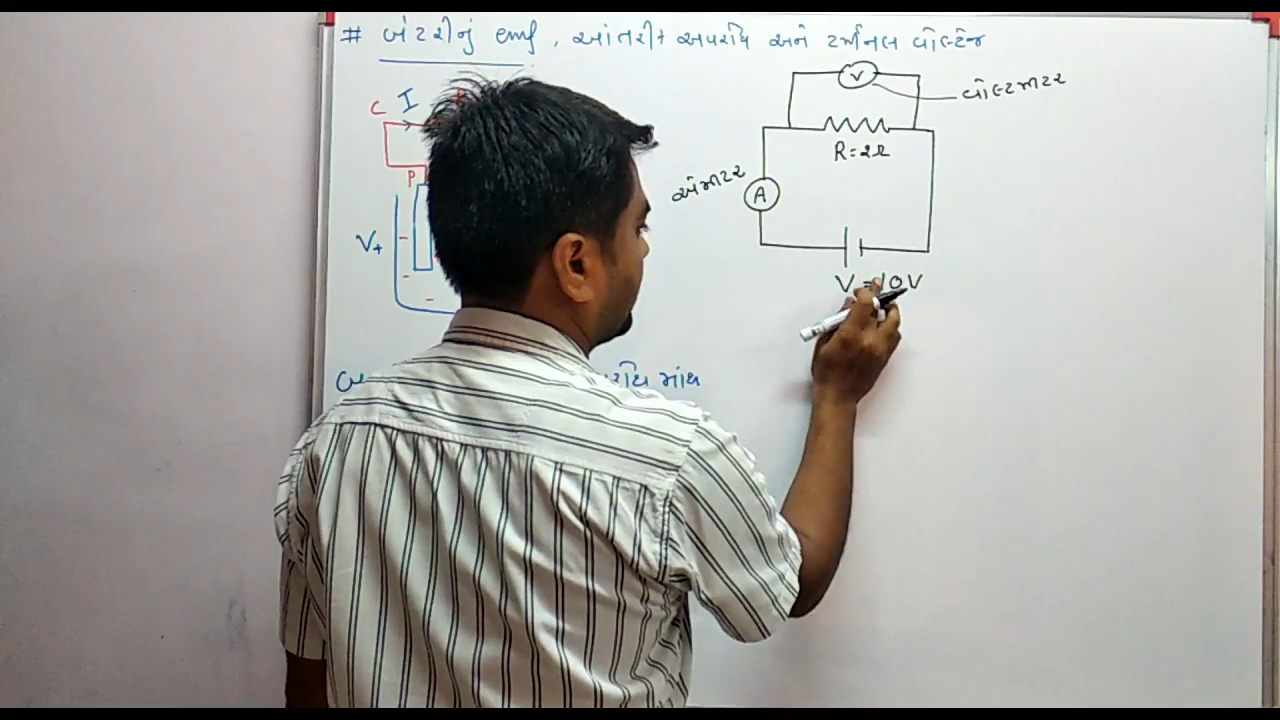 # બેટરીનું emf, આંતરીક અવરોધ અને ટર્મિનલ વોલ્ટેજ
C I
P
V+
V
વોલ્ટમીટર
R = 2Ω
એમીટર
A
V = 10V